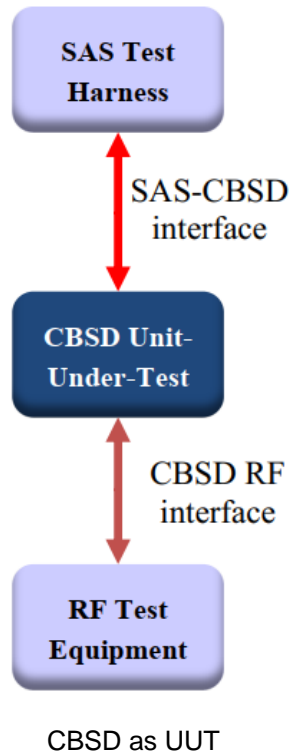 SAS Test
Harness
SAS-CBSD
interface
CBSD Unit-
Under-Test
CBSD RF
interface
RF Test
Equipment
CBSD as UUT